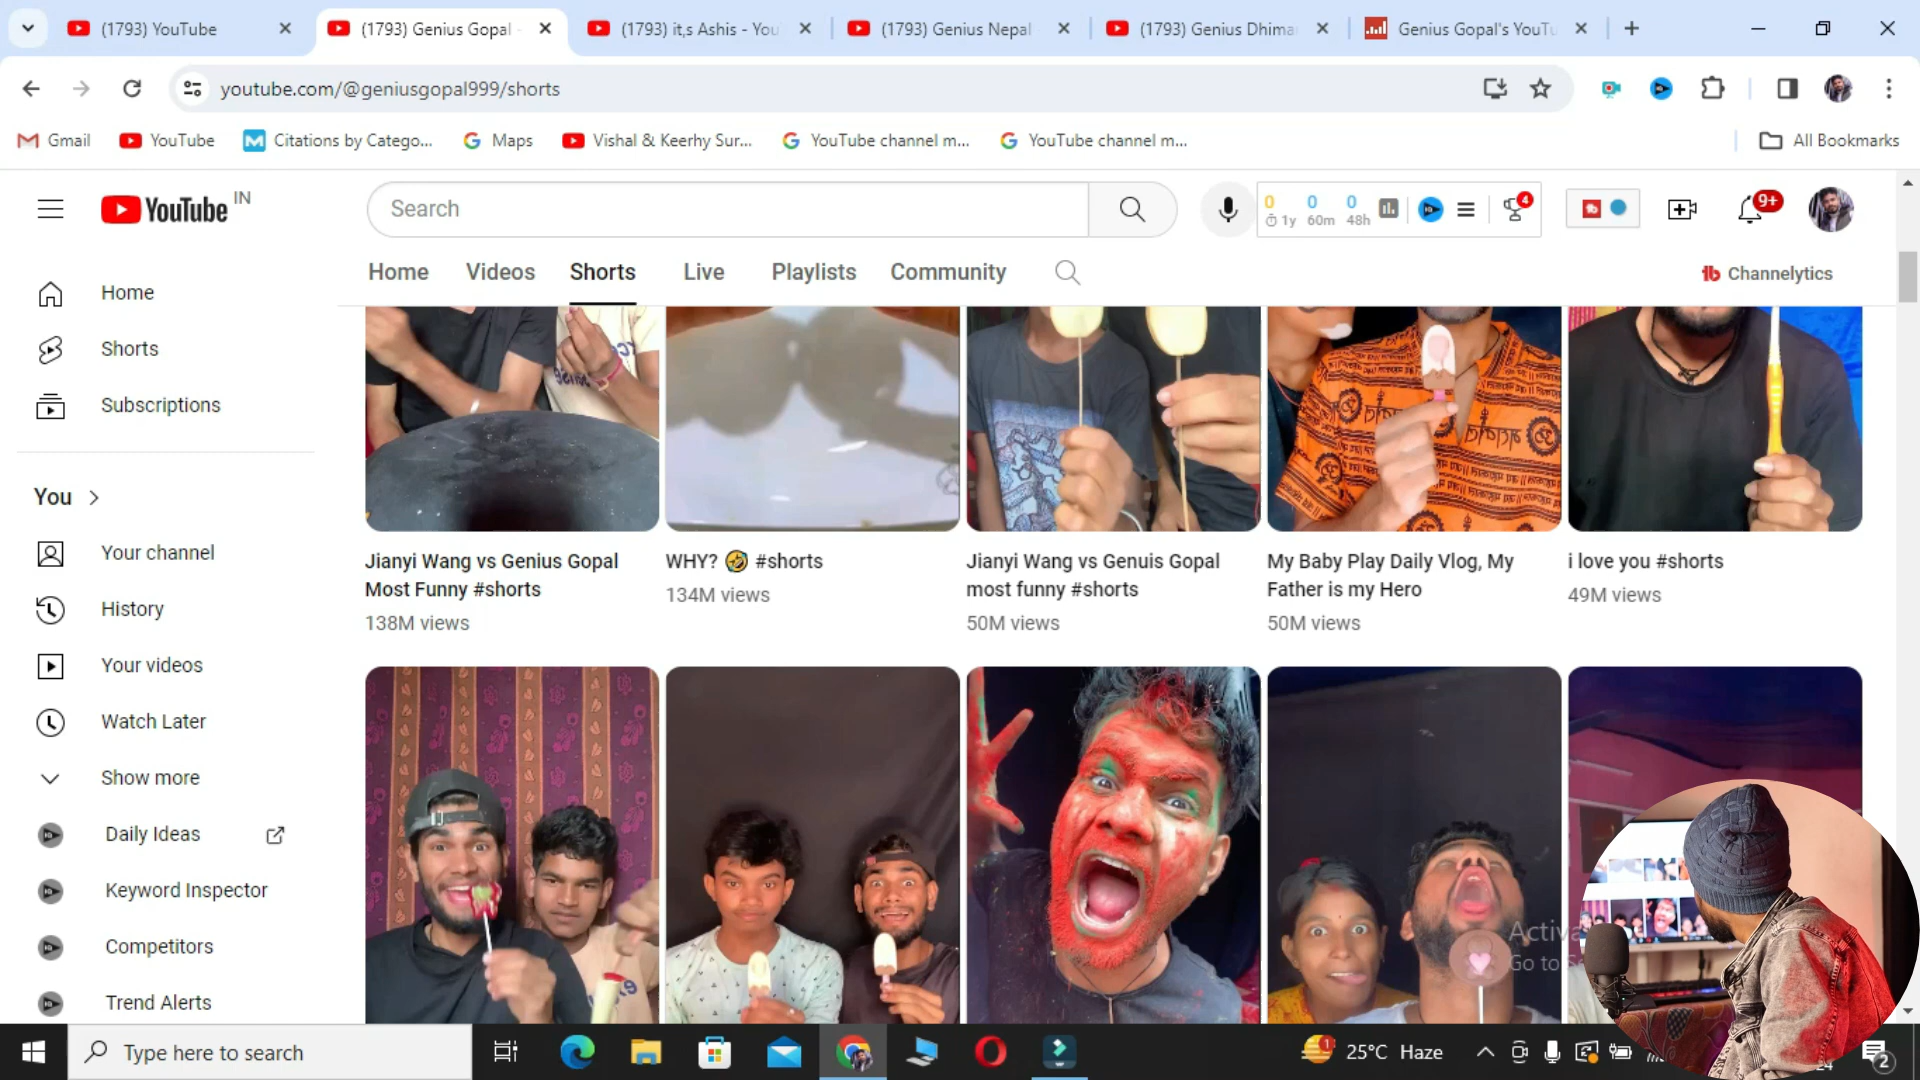 (1793) YouTube
(1793) Genius Gopal -
(1793) it,s Ashis - You
(1793) Genius Nepal
(1793) Genius Dhima
Genius Gopal's YouTu
youtube.com/@geniusgopal999/shorts
Gmail
YouTube
Citations by Catego...
Maps
Vishal & Keerhy Sur...
YouTube channel m...
YouTube channel m...
All Bookmarks
YouTube IN
Search
0 0 0
1y 60m 48h
4
9+
Home
Videos
Shorts
Live
Playlists
Community
Channelytics
Home
Shorts
Subscriptions
You
Your channel
History
Your videos
Watch Later
Show more
Daily Ideas
Keyword Inspector
Competitors
Trend Alerts
Jianyi Wang vs Genius Gopal
Most Funny #shorts
138M views
WHY? 🤣 #shorts
134M views
Jianyi Wang vs Genuis Gopal
most funny #shorts
50M views
My Baby Play Daily Vlog, My
Father is my Hero
50M views
i love you #shorts
49M views
Activa
Go to S
Type here to search
1
25°C Haze
2